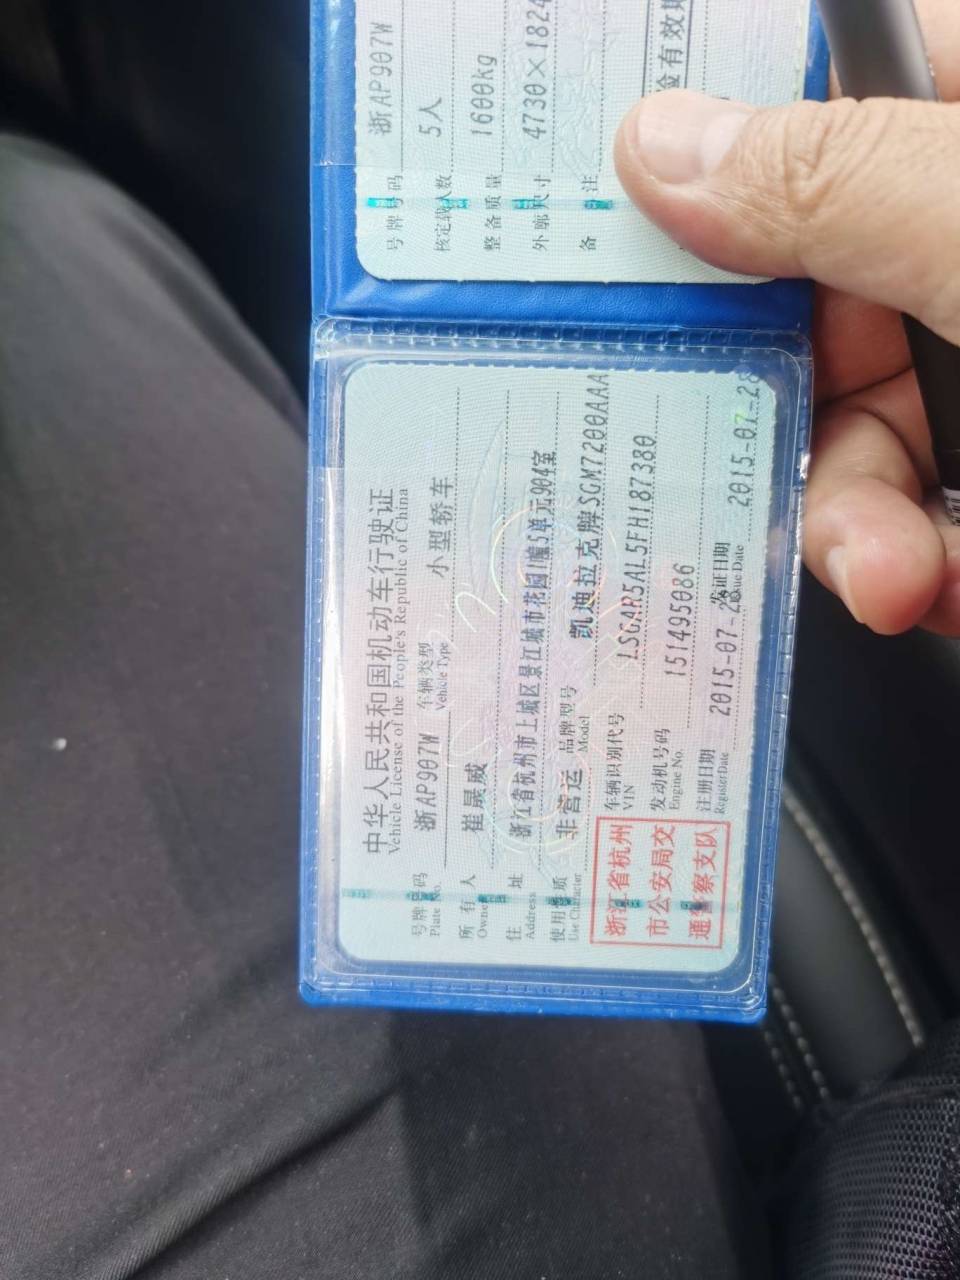 中华人民共和国机动车行驶证
Vehicle License of the People's Republic of China
号牌号码 浙AP907W 车辆类型 小型轿车
Plate No. Vehicle Type
所有人 崔晟威
Owner
住址 浙江省杭州市上城区景江城市花园1幢5单元904室
Address
使用性质 非营运 品牌型号 凯迪拉克牌SGM7200AAA
Use Character Model
浙江省杭州市公安局交通警察支队
车辆识别代号 LSGAR5AL5FH187380
VIN
发动机号码 151495086
Engine No.
注册日期 2015-07-28 发证日期 2015-07-28
Register Date Issue Date
号牌号码 浙AP907W
核定载人数 5人
整备质量 1600kg
外廓尺寸 4730×1824
备注
检有效期